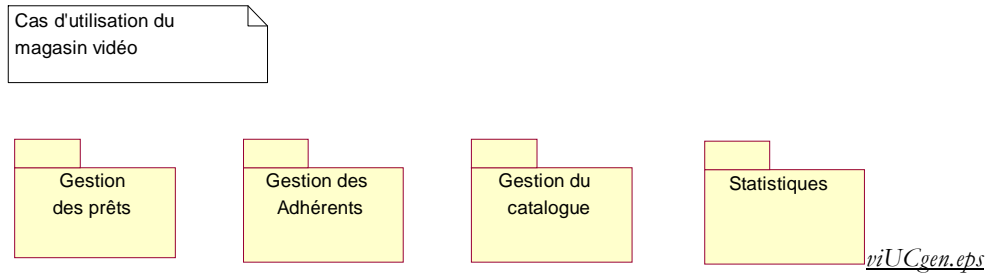 Cas d'utilisation du
magasin vidéo
Gestion
des prêts
Gestion des
Adhérents
Gestion du
catalogue
Statistiques
viUCgen.eps